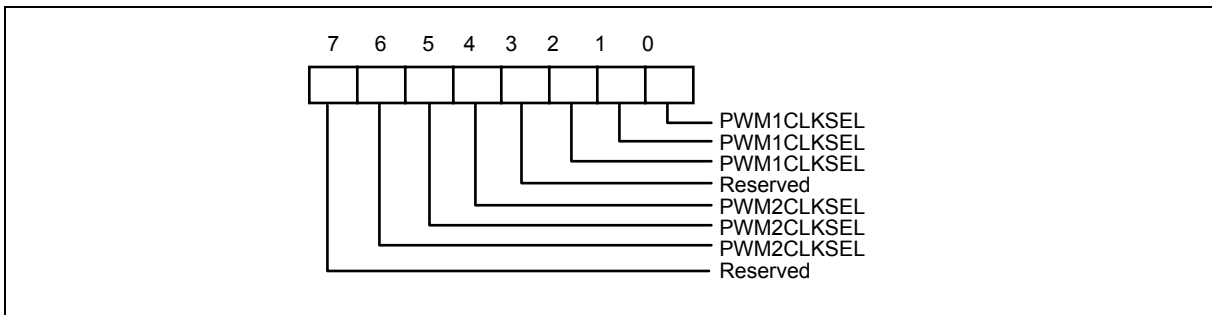 7 6 5 4 3 2 1 0
PWM1CLKSEL
PWM1CLKSEL
PWM1CLKSEL
Reserved
PWM2CLKSEL
PWM2CLKSEL
PWM2CLKSEL
Reserved